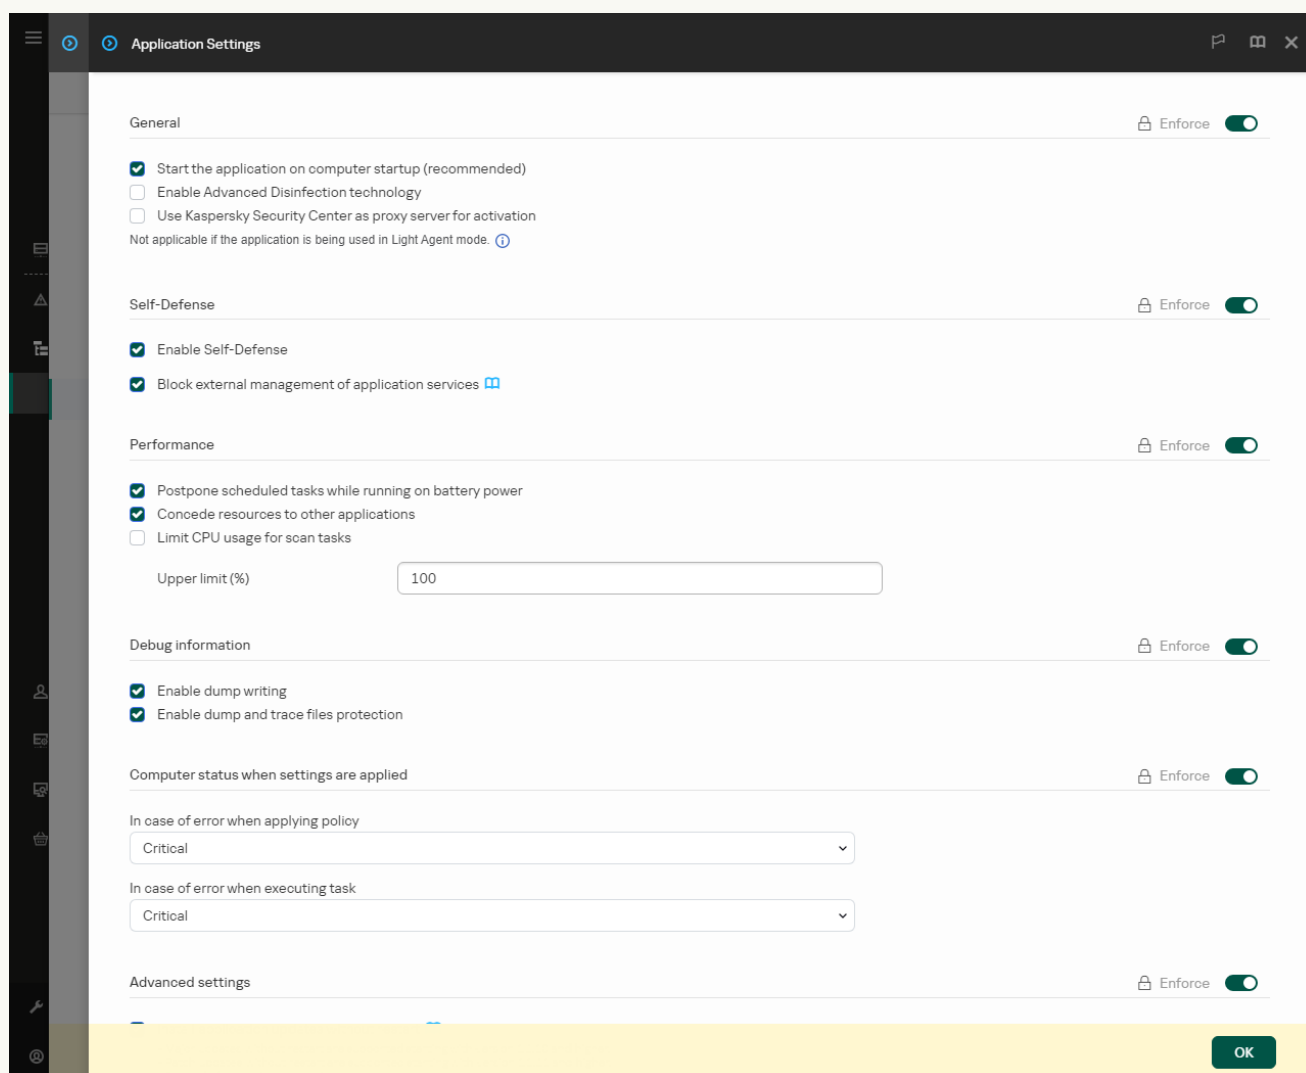 Application Settings
General
Enforce
Start the application on computer startup (recommended)
Enable Advanced Disinfection technology
Use Kaspersky Security Center as proxy server for activation
Not applicable if the application is being used in Light Agent mode.
Self-Defense
Enforce
Enable Self-Defense
Block external management of application services
Performance
Enforce
Postpone scheduled tasks while running on battery power
Concede resources to other applications
Limit CPU usage for scan tasks
Upper limit (%)
100
Debug information
Enforce
Enable dump writing
Enable dump and trace files protection
Computer status when settings are applied
Enforce
In case of error when applying policy
Critical
In case of error when executing task
Critical
Advanced settings
Enforce
OK